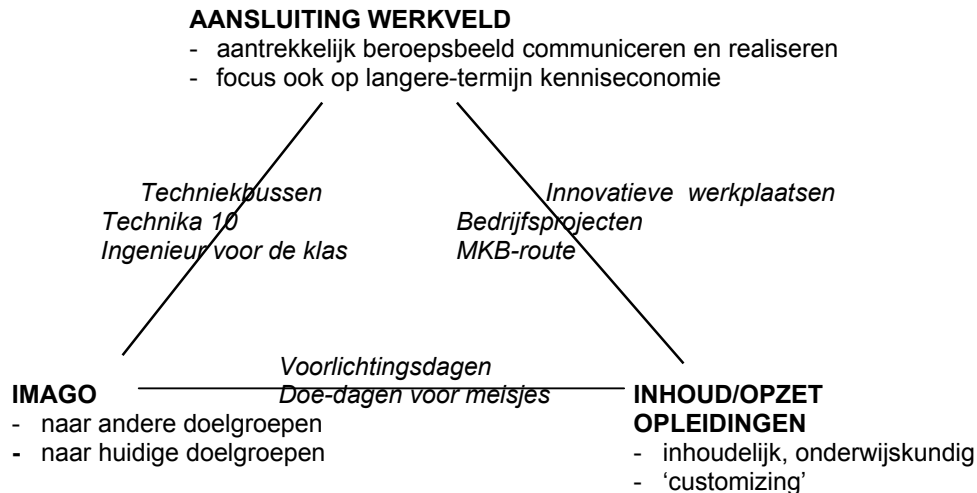 AANSLUITING WERKVELD
- aantrekkelijk beroepsbeeld communiceren en realiseren
- focus ook op langere-termijn kenniseconomie
Techniekbussen
Technika 10
Ingenieur voor de klas
Innovatieve werkplaatsen
Bedrijfsprojecten
MKB-route
Voorlichtingsdagen
Doe-dagen voor meisjes
IMAGO
- naar andere doelgroepen
- naar huidige doelgroepen
INHOUD/OPZET
OPLEIDINGEN
- inhoudelijk, onderwijskundig
- ‘customizing’